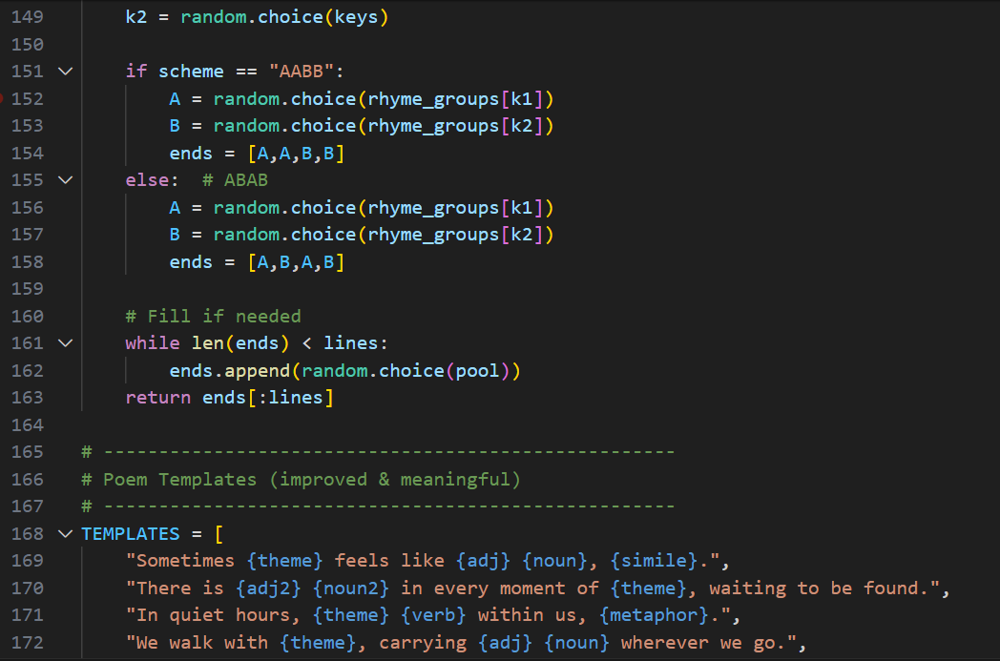 149 k2 = random.choice(keys)
150
151 if scheme == "AABB":
152 A = random.choice(rhyme_groups[k1])
153 B = random.choice(rhyme_groups[k2])
154 ends = [A,A,B,B]
155 else:  # ABAB
156 A = random.choice(rhyme_groups[k1])
157 B = random.choice(rhyme_groups[k2])
158 ends = [A,B,A,B]
159
160 # Fill if needed
161 while len(ends) < lines:
162 ends.append(random.choice(pool))
163 return ends[:lines]
164
165 # ----------------------------------------------------
166 # Poem Templates (improved & meaningful)
167 # ----------------------------------------------------
168 TEMPLATES = [
169 "Sometimes {theme} feels like {adj} {noun}, {simile}.",
170 "There is {adj2} {noun2} in every moment of {theme}, waiting to be found.",
171 "In quiet hours, {theme} {verb} within us, {metaphor}.",
172 "We walk with {theme}, carrying {adj} {noun} wherever we go.",